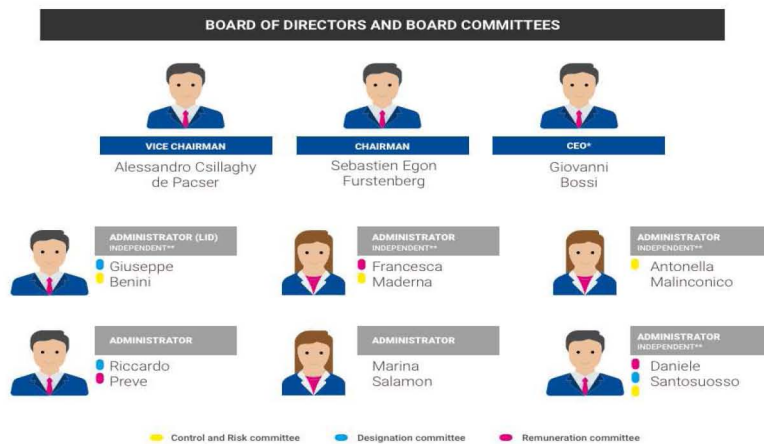 BOARD OF DIRECTORS AND BOARD COMMITTEES
VICE CHAIRMAN
Alessandro Csillaghy
de Pacser
CHAIRMAN
Sebastien Egon
Furstenberg
CEO*
Giovanni
Bossi
ADMINISTRATOR (LID)
INDEPENDENT**
Giuseppe
Benini
ADMINISTRATOR
INDEPENDENT**
Francesca
Maderna
ADMINISTRATOR
INDEPENDENT**
Antonella
Malinconico
ADMINISTRATOR
Riccardo
Preve
ADMINISTRATOR
Marina
Salamon
ADMINISTRATOR
INDEPENDENT**
Daniele
Santosuosso
Control and Risk committee
Designation committee
Remuneration committee